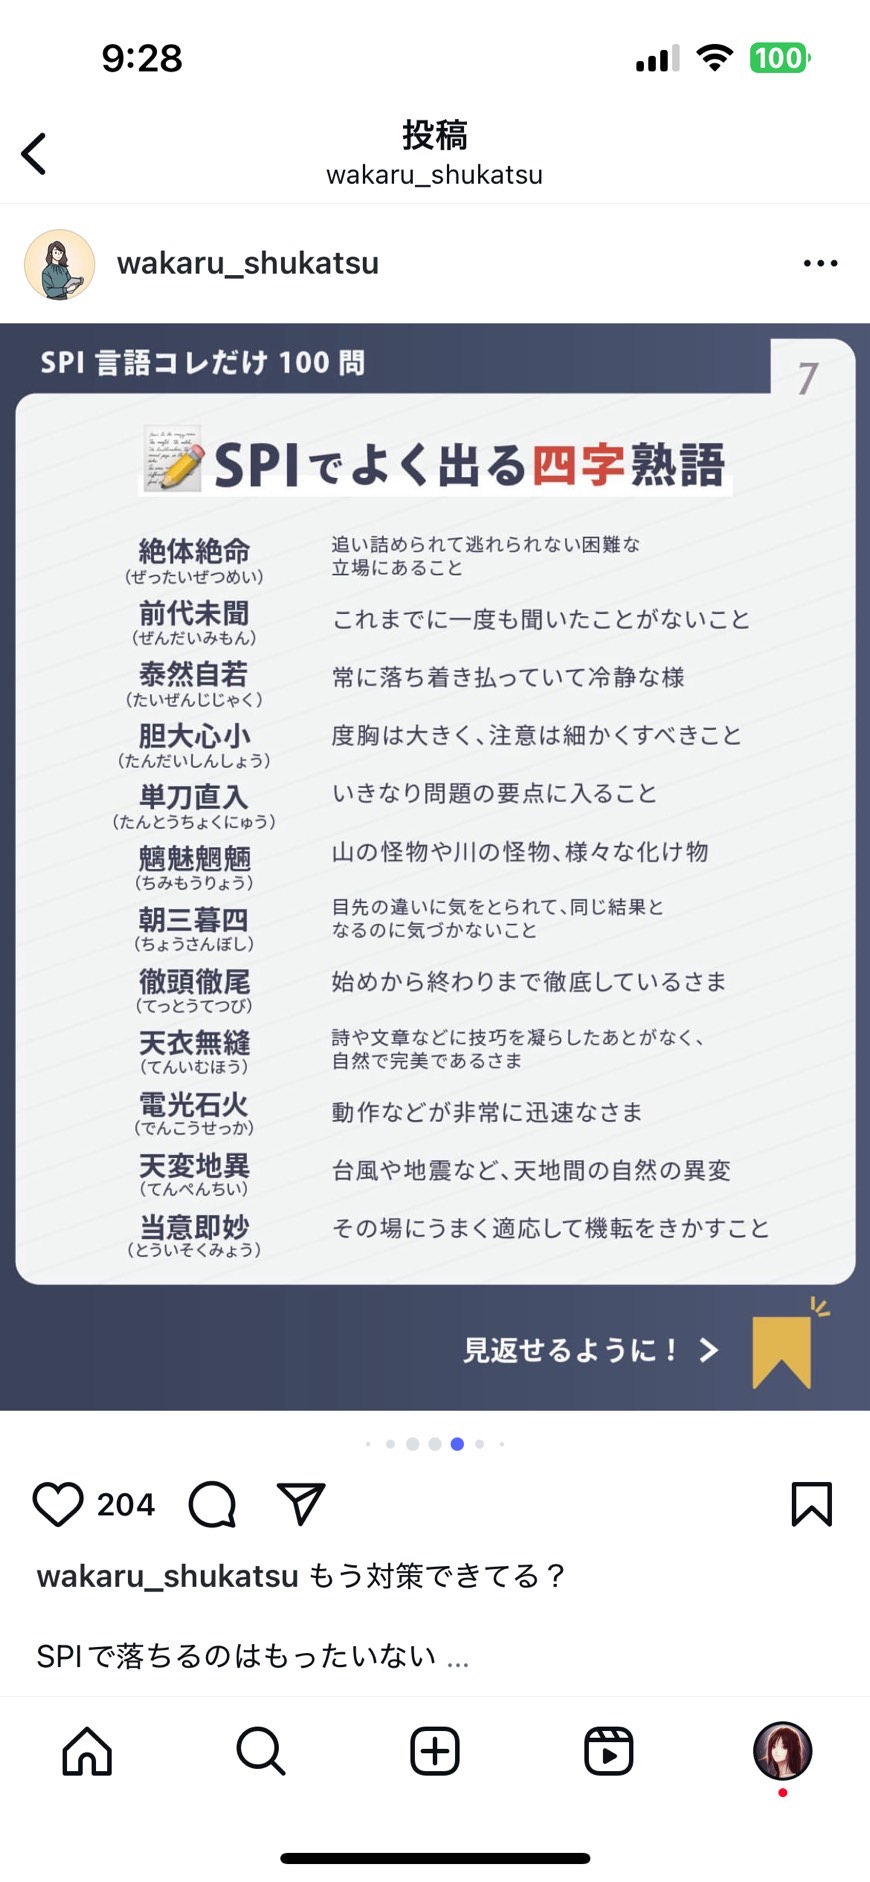 9:28
100
投稿
wakaru_shukatsu
wakaru_shukatsu
SPI 言語コレだけ 100 問
7
SPIでよく出る四字熟語
絶体絶命
(ぜったいぜつめい)
追い詰められて逃れられない困難な
立場にあること
前代未聞
(ぜんだいみもん)
これまでに一度も聞いたことがないこと
泰然自若
(たいぜんじじゃく)
常に落ち着き払っていて冷静な様
胆大心小
(たんだいしんしょう)
度胸は大きく、注意は細かくすべきこと
単刀直入
(たんとうちょくにゅう)
いきなり問題の要点に入ること
魑魅魍魎
(ちみもうりょう)
山の怪物や川の怪物、様々な化け物
朝三暮四
(ちょうさんぼし)
目先の違いに気をとられて、同じ結果と
なるのに気づかないこと
徹頭徹尾
(てっとうてつび)
始めから終わりまで徹底しているさま
天衣無縫
(てんいむほう)
詩や文章などに技巧を凝らしたあとがなく、
自然で完美であるさま
電光石火
(でんこうせっか)
動作などが非常に迅速なさま
天変地異
(てんぺんちい)
台風や地震など、天地間の自然の異変
当意即妙
(とういそくみょう)
その場にうまく適応して機転をきかすこと
見返せるように！
204
wakaru_shukatsu もう対策できてる？
SPIで落ちるのはもったいない ...